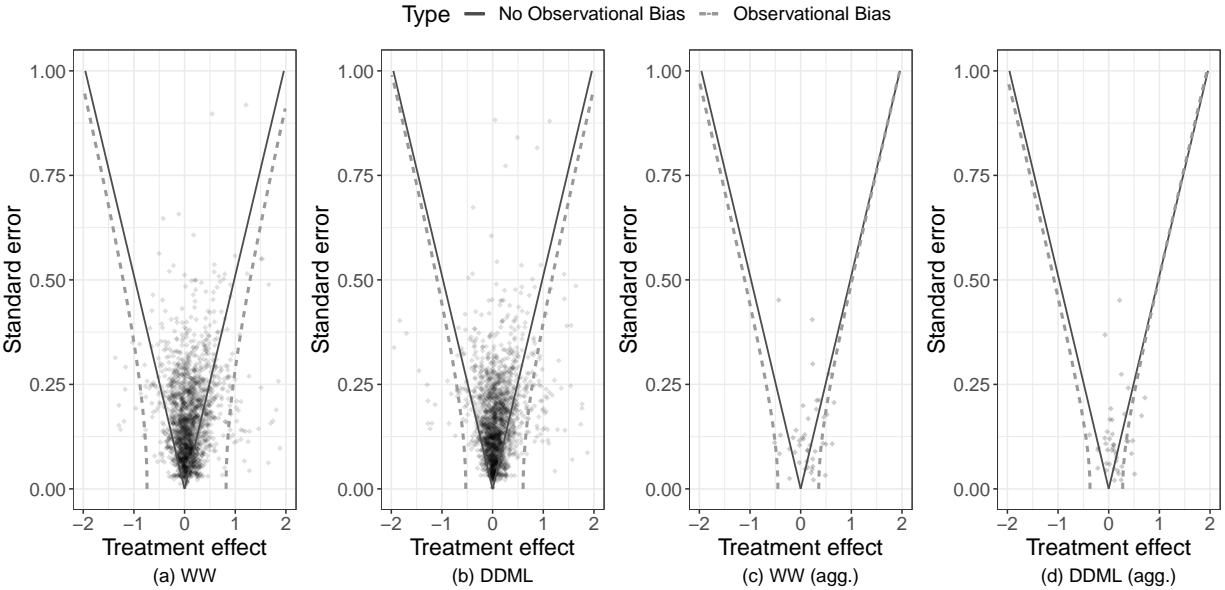 Type No Observational Bias Observational Bias
1.00 1.00 1.00 1.00
0.75 0.75 0.75 0.75
0.50 0.50 0.50 0.50
0.25 0.25 0.25 0.25
0.00 0.00 0.00 0.00
Standard error Standard error Standard error Standard error
−2 −1 0 1 2 −2 −1 0 1 2 −2 −1 0 1 2 −2 −1 0 1 2
Treatment effect Treatment effect Treatment effect Treatment effect
(a) WW (b) DDML (c) WW (agg.) (d) DDML (agg.)